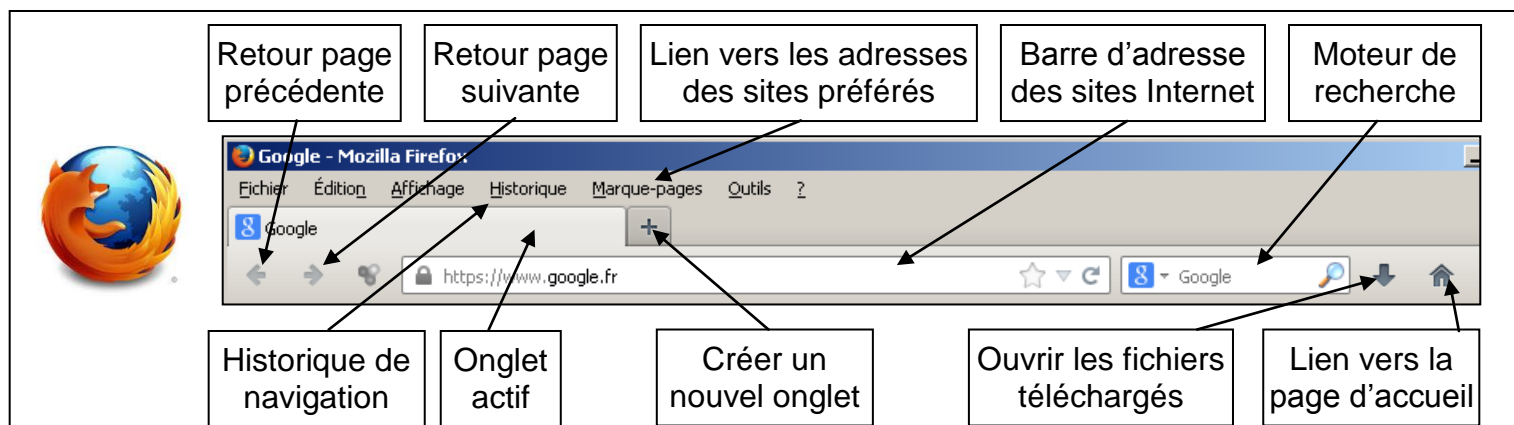 Retour page
précédente
Retour page
suivante
Lien vers les adresses
des sites préférés
Barre d’adresse
des sites Internet
Moteur de
recherche
Google - Mozilla Firefox
Fichier Édition Affichage Historique Marque-pages Outils ?
Google
https://www.google.fr
Google
Historique de
navigation
Onglet
actif
Créer un
nouvel onglet
Ouvrir les fichiers
téléchargés
Lien vers la
page d’accueil